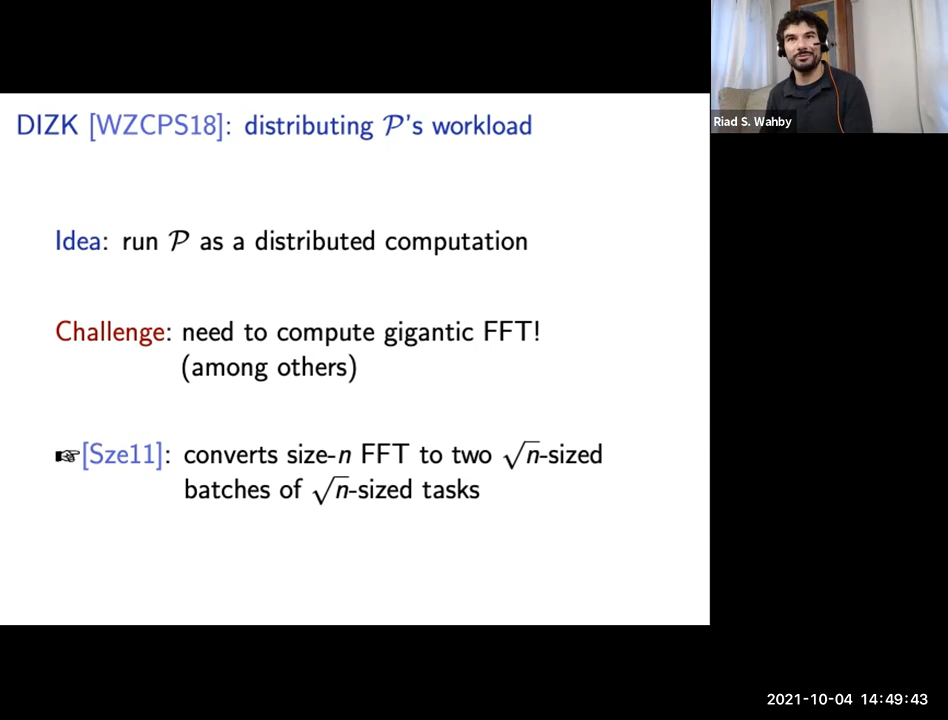 DIZK [WZCPS18]: distributing 𝒫's workload
Riad S. Wahby
Idea: run 𝒫 as a distributed computation
Challenge: need to compute gigantic FFT!
(among others)
☞[Sze11]: converts size-n FFT to two √n-sized
batches of √n-sized tasks
2021-10-04 14:49:43